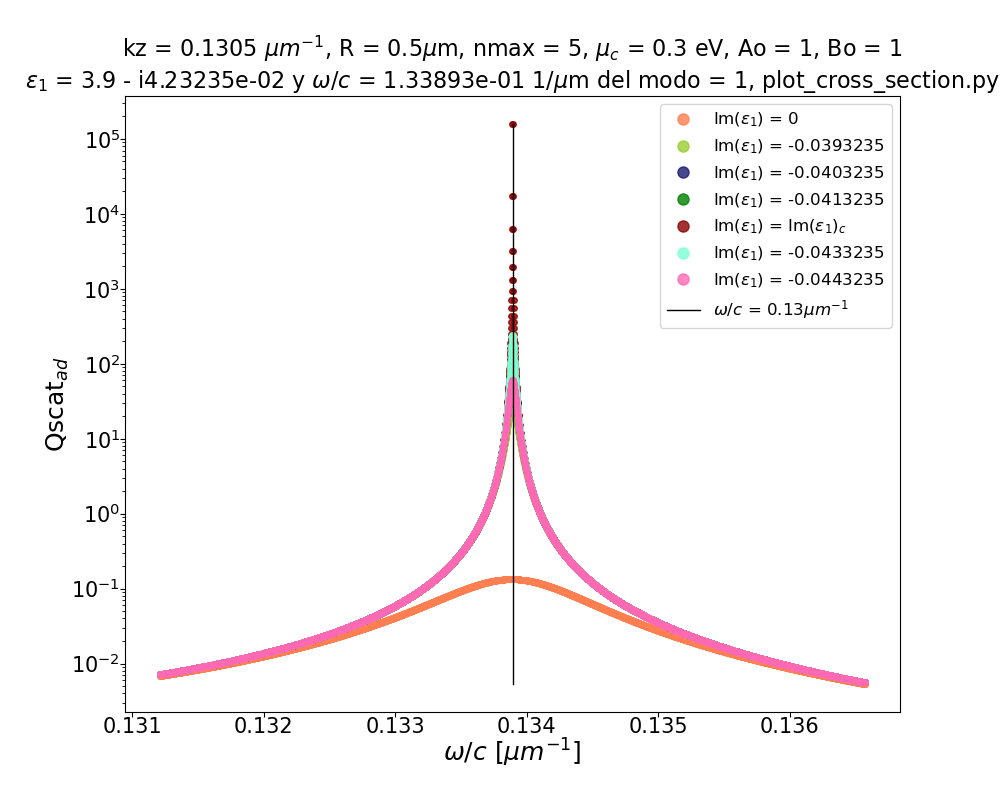 kz = 0.1305 μm⁻¹, R = 0.5μm, nmax = 5, μ_c = 0.3 eV, Ao = 1, Bo = 1
ε₁ = 3.9 - i4.23235e-02 y ω/c = 1.33893e-01 1/μm del modo = 1, plot_cross_section.py
Im(ε₁) = 0
Im(ε₁) = -0.0393235
Im(ε₁) = -0.0403235
Im(ε₁) = -0.0413235
Im(ε₁) = Im(ε₁)_c
Im(ε₁) = -0.0433235
Im(ε₁) = -0.0443235
ω/c = 0.13μm⁻¹
Qscat_ad
10⁵
10⁴
10³
10²
10¹
10⁰
10⁻¹
10⁻²
0.131 0.132 0.133 0.134 0.135 0.136
ω/c [μm⁻¹]